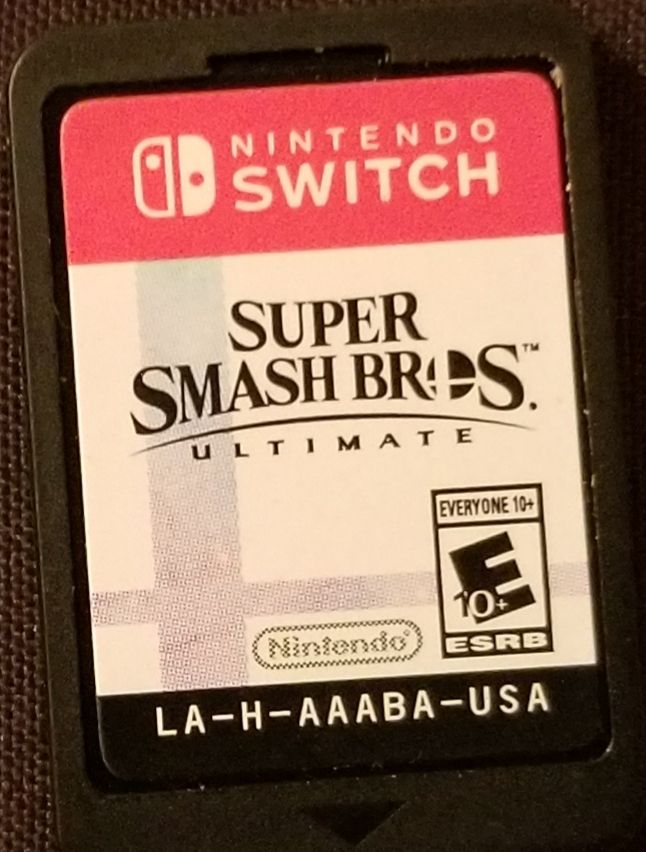 NINTENDO
SWITCH
SUPER
SMASH BROS.™
ULTIMATE
EVERYONE 10+
E
10+
ESRB
Nintendo®
LA-H-AAABA-USA